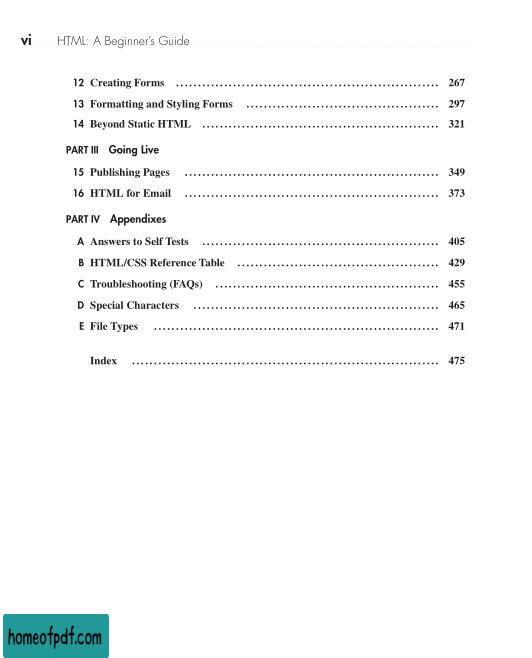 vi HTML: A Beginner's Guide
12 Creating Forms ............................................................ 267
13 Formatting and Styling Forms ............................................ 297
14 Beyond Static HTML ...................................................... 321
PART III Going Live
15 Publishing Pages .......................................................... 349
16 HTML for Email .......................................................... 373
PART IV Appendixes
A Answers to Self Tests ...................................................... 405
B HTML/CSS Reference Table .............................................. 429
C Troubleshooting (FAQs) ................................................... 455
D Special Characters ........................................................ 465
E File Types ................................................................. 471
Index ...................................................................... 475
homeofpdf.com